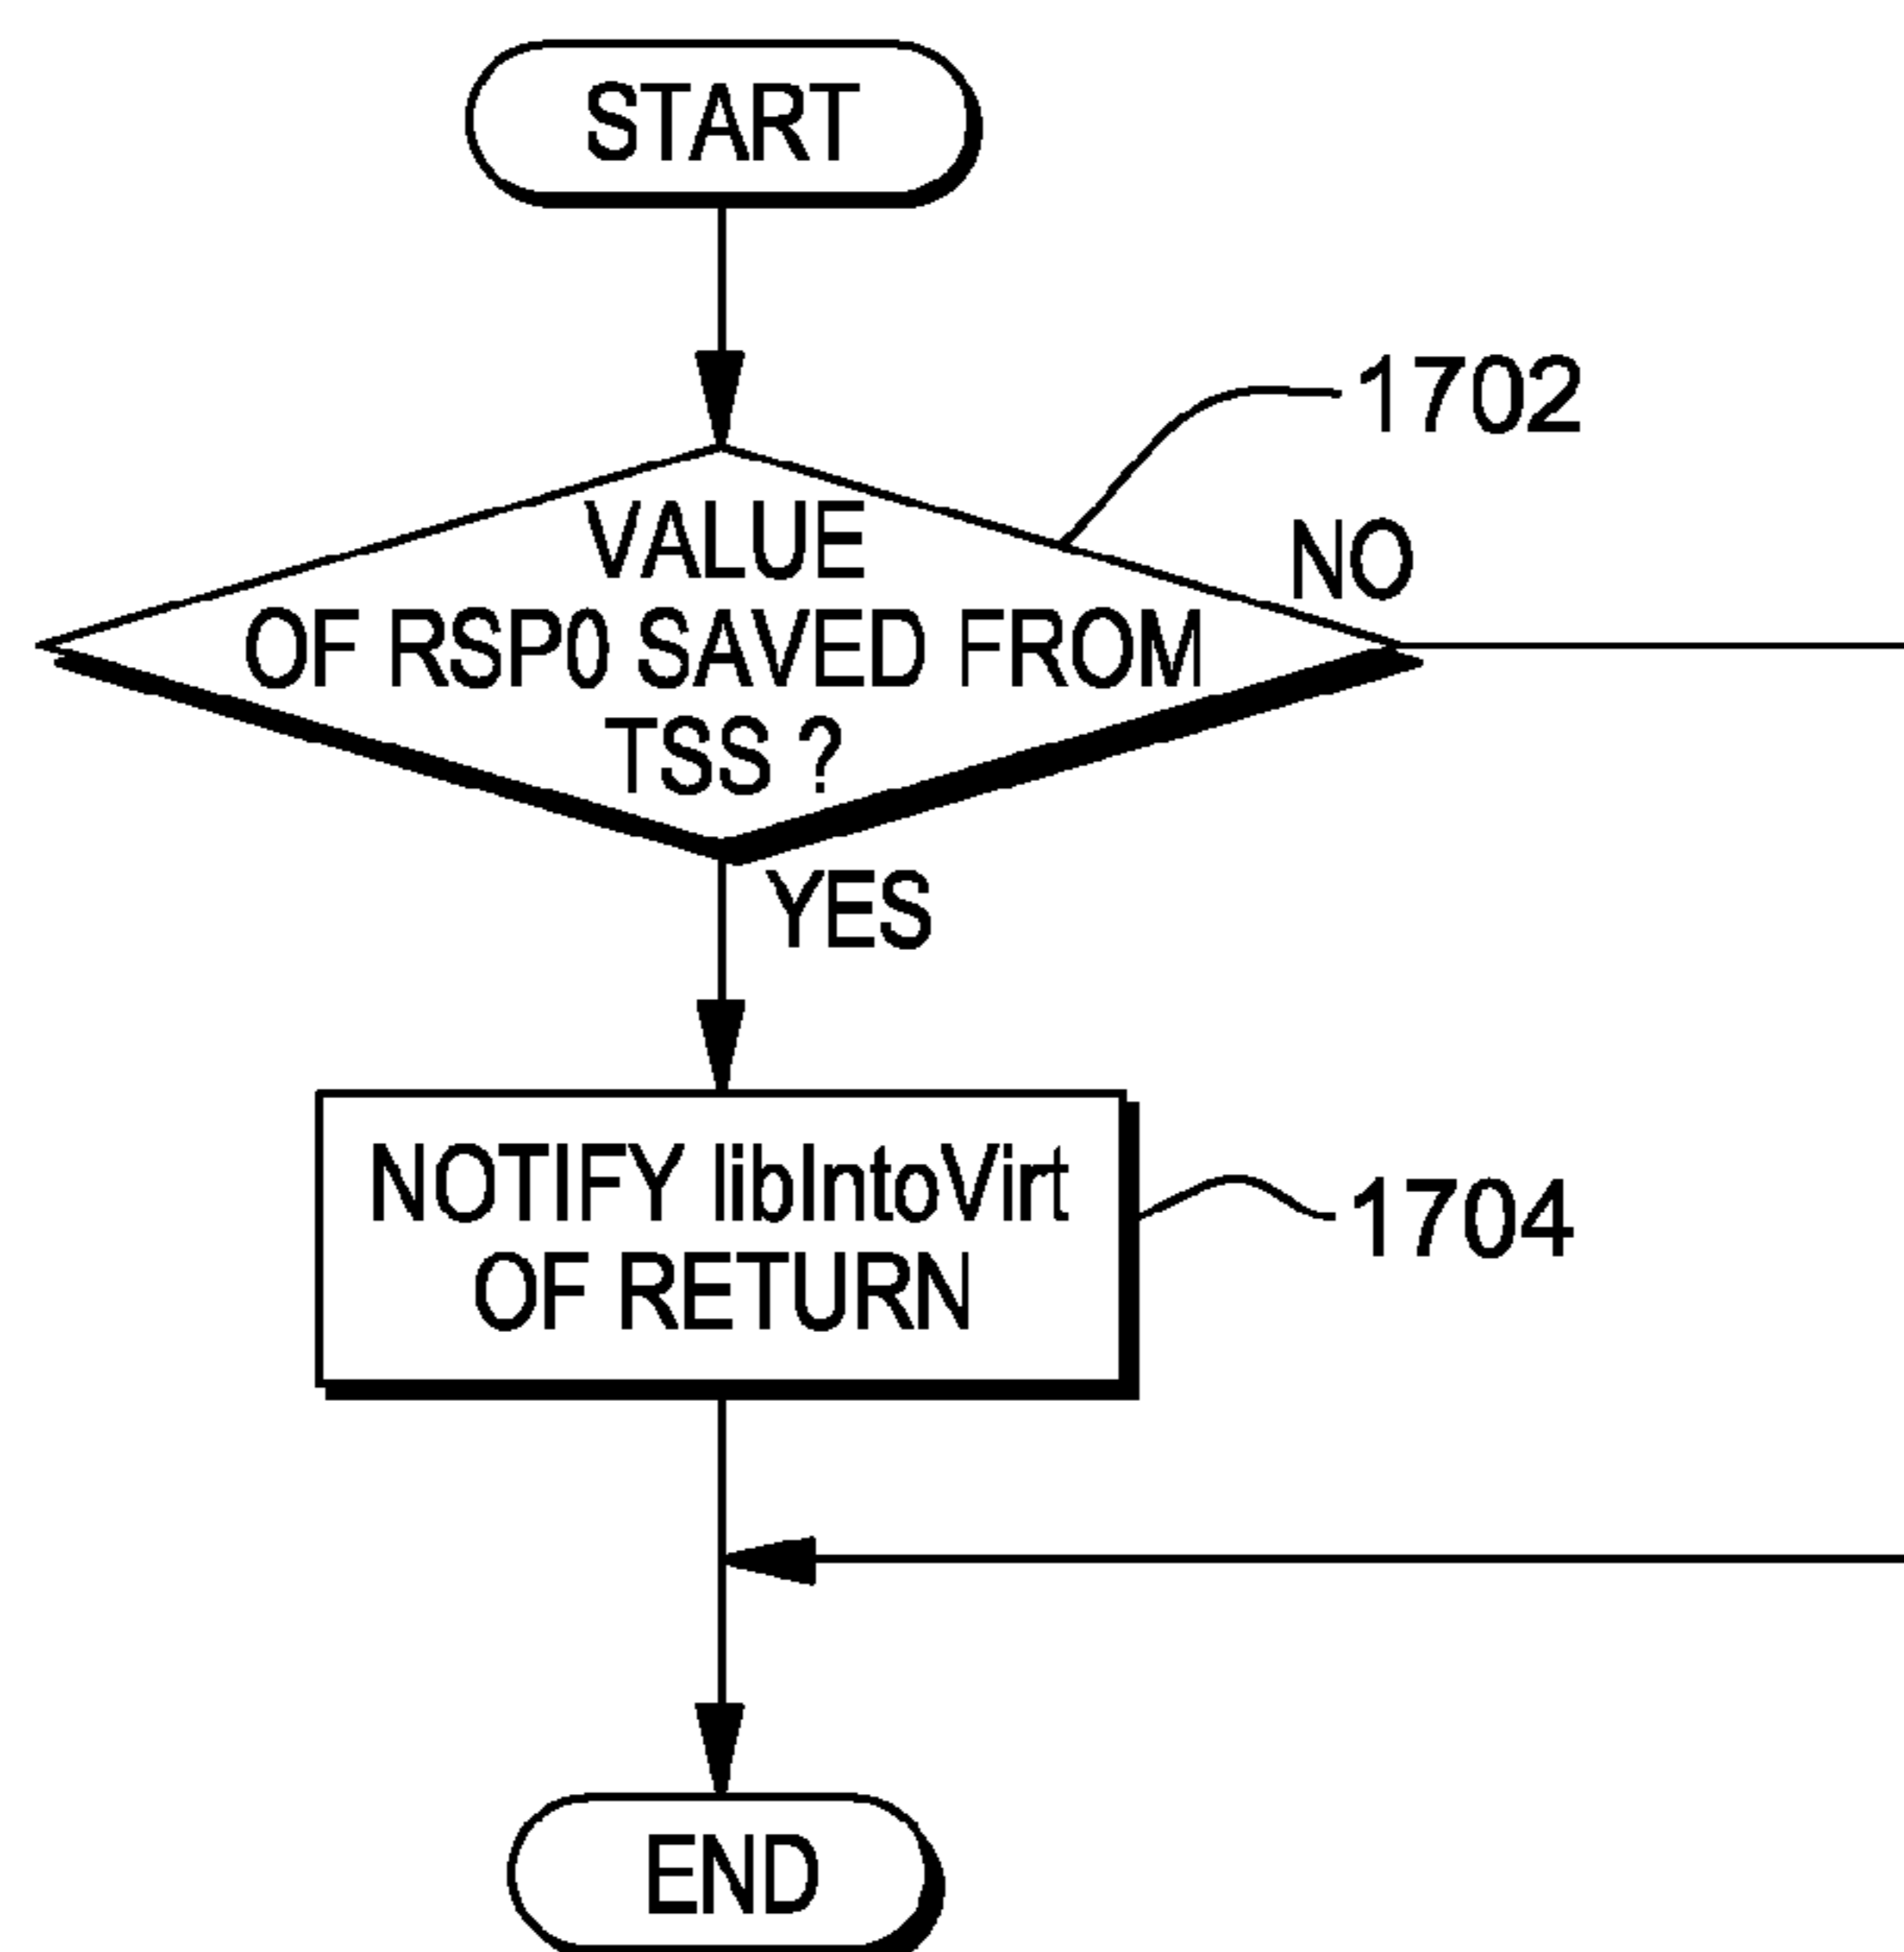 START
1702
VALUE
NO
OF RSP0 SAVED FROM
TSS ?
YES
NOTIFY libIntoVirt
OF RETURN
1704
END